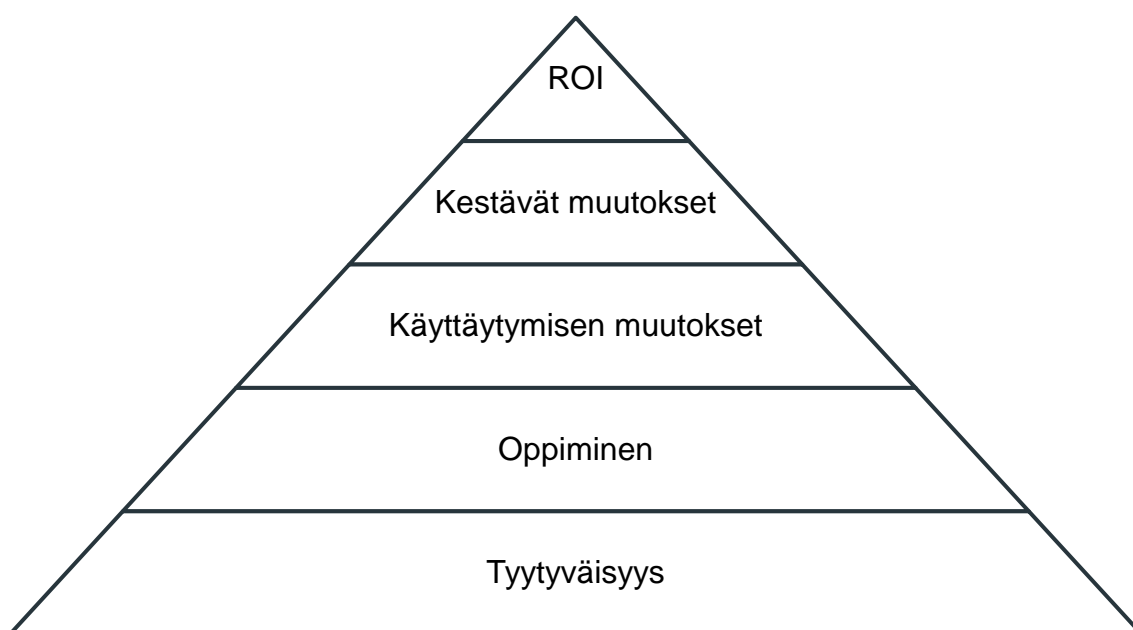 ROI
Kestävät muutokset
Käyttäytymisen muutokset
Oppiminen
Tyytyväisyys